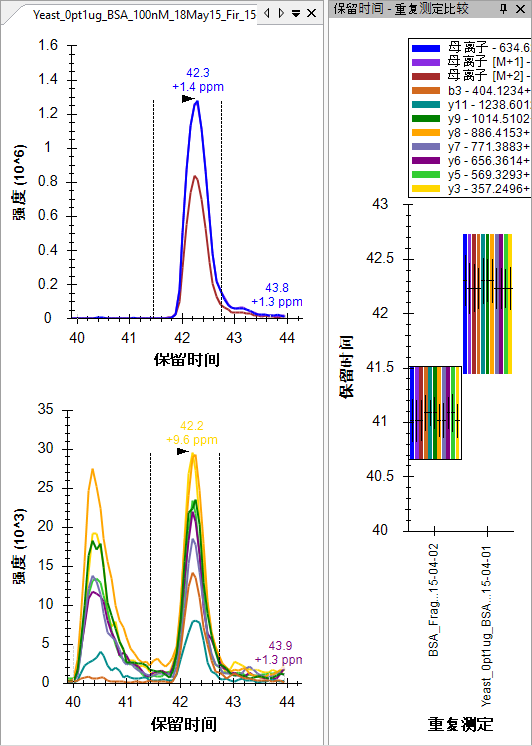 Yeast_0pt1ug_BSA_100nM_18May15_Fir_15
42.3
+1.4 ppm
43.8
+1.3 ppm
1.6
1.4
1.2
1
0.8
0.6
0.4
0.2
0
强度 (10^6)
40 41 42 43 44
保留时间
42.2
+9.6 ppm
43.9
+1.3 ppm
35
30
25
20
15
10
5
0
强度 (10^3)
40 41 42 43 44
保留时间
保留时间 - 重复测定比较
母离子 - 634.6
母离子 [M+1] -
母离子 [M+2] -
b3 - 404.1234+
y11 - 1238.601
y9 - 1014.5102
y8 - 886.4153+
y7 - 771.3883+
y6 - 656.3614+
y5 - 569.3293+
y3 - 357.2496+
43
42.5
42
41.5
41
40.5
40
保留时间
BSA_Frag...15-04-02
Yeast_0pt1ug_BSA...15-04-01
重复测定